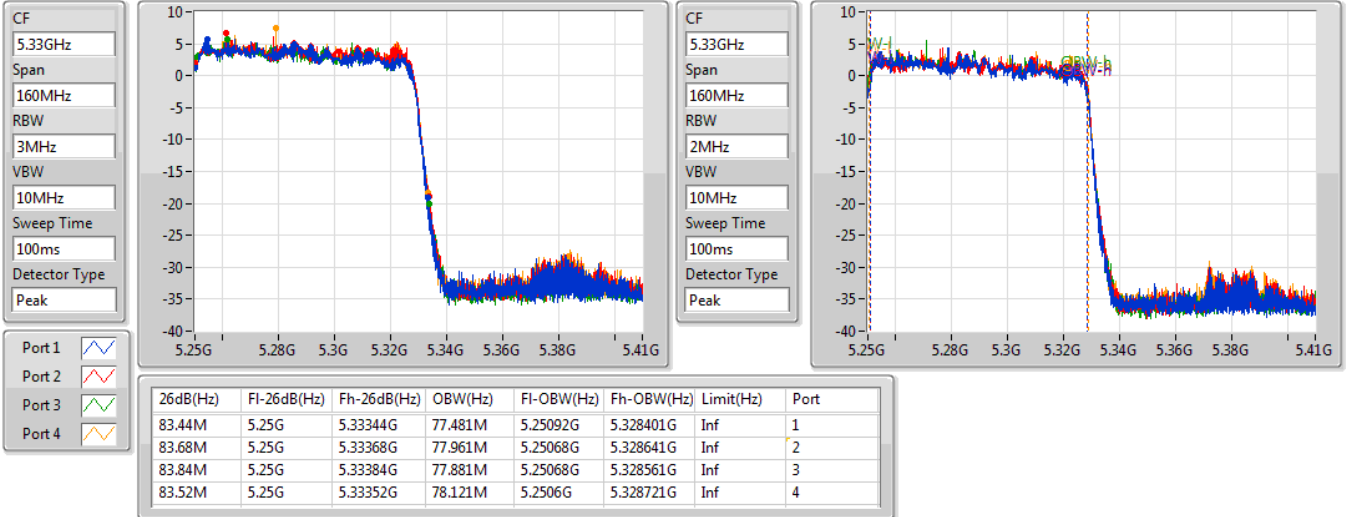 CF
5.33GHz
Span
160MHz
RBW
3MHz
VBW
10MHz
Sweep Time
100ms
Detector Type
Peak
10
5
0
-5
-10
-15
-20
-25
-30
-35
-40
5.25G 5.28G 5.3G 5.32G 5.34G 5.36G 5.38G 5.41G
CF
5.33GHz
Span
160MHz
RBW
2MHz
VBW
10MHz
Sweep Time
100ms
Detector Type
Peak
10
5
0
-5
-10
-15
-20
-25
-30
-35
-40
5.25G 5.28G 5.3G 5.32G 5.34G 5.36G 5.38G 5.41G
Port 1
Port 2
Port 3
Port 4
26dB(Hz) Fl-26dB(Hz) Fh-26dB(Hz) OBW(Hz) Fl-OBW(Hz) Fh-OBW(Hz) Limit(Hz) Port
83.44M 5.25G 5.33344G 77.481M 5.25092G 5.328401G Inf 1
83.68M 5.25G 5.33368G 77.961M 5.25068G 5.328641G Inf 2
83.84M 5.25G 5.33384G 77.881M 5.25068G 5.328561G Inf 3
83.52M 5.25G 5.33352G 78.121M 5.2506G 5.328721G Inf 4